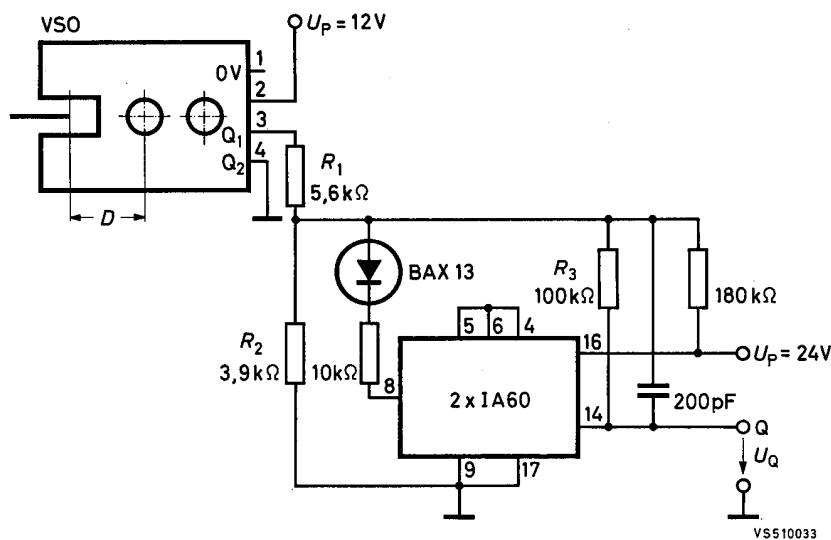 VSO
U_P = 12V
1
0V
2
3
Q1
4
Q2
R1
5,6kΩ
D
BAX 13
R3
100kΩ
180kΩ
5 6 4
16
U_P = 24V
R2
3,9kΩ
10kΩ
8
2 x IA60
200pF
14
Q
U_Q
9
17
VS510033